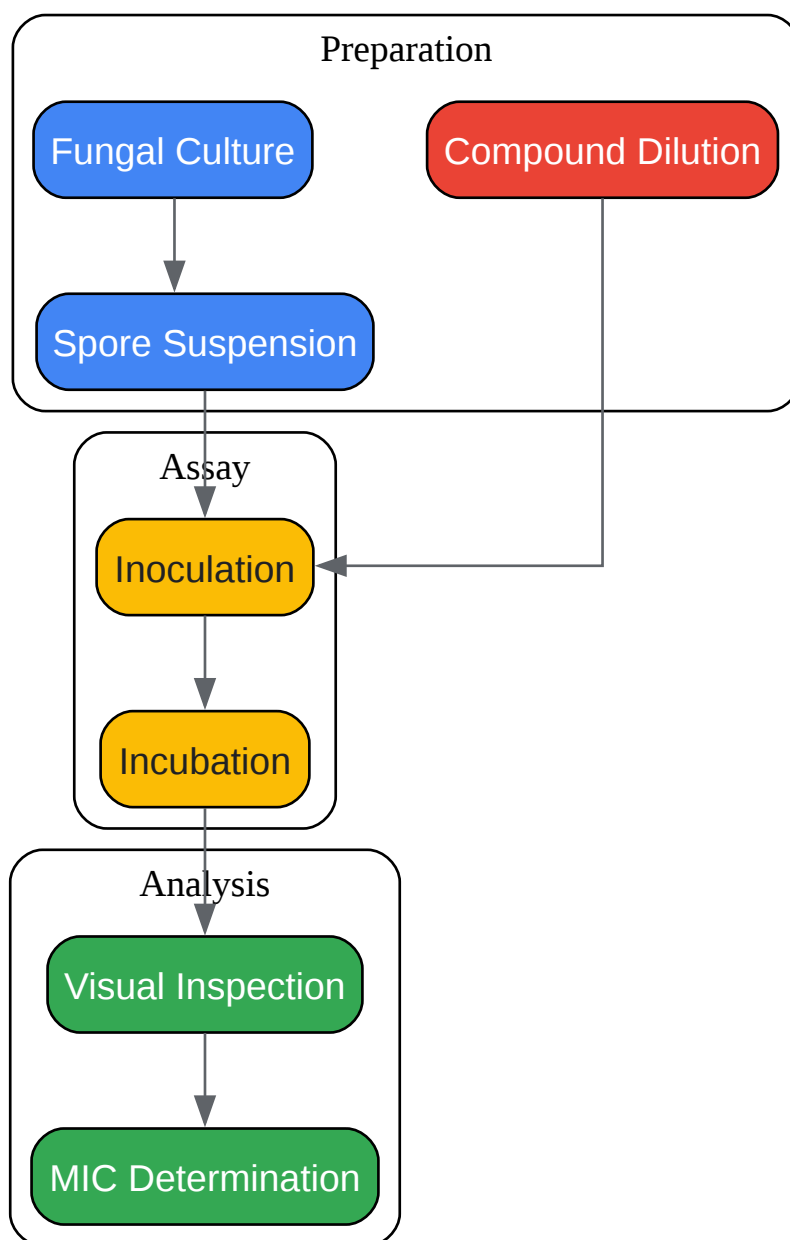 Preparation
Fungal Culture
Compound Dilution
Spore Suspension
Assay
Inoculation
Incubation
Analysis
Visual Inspection
MIC Determination